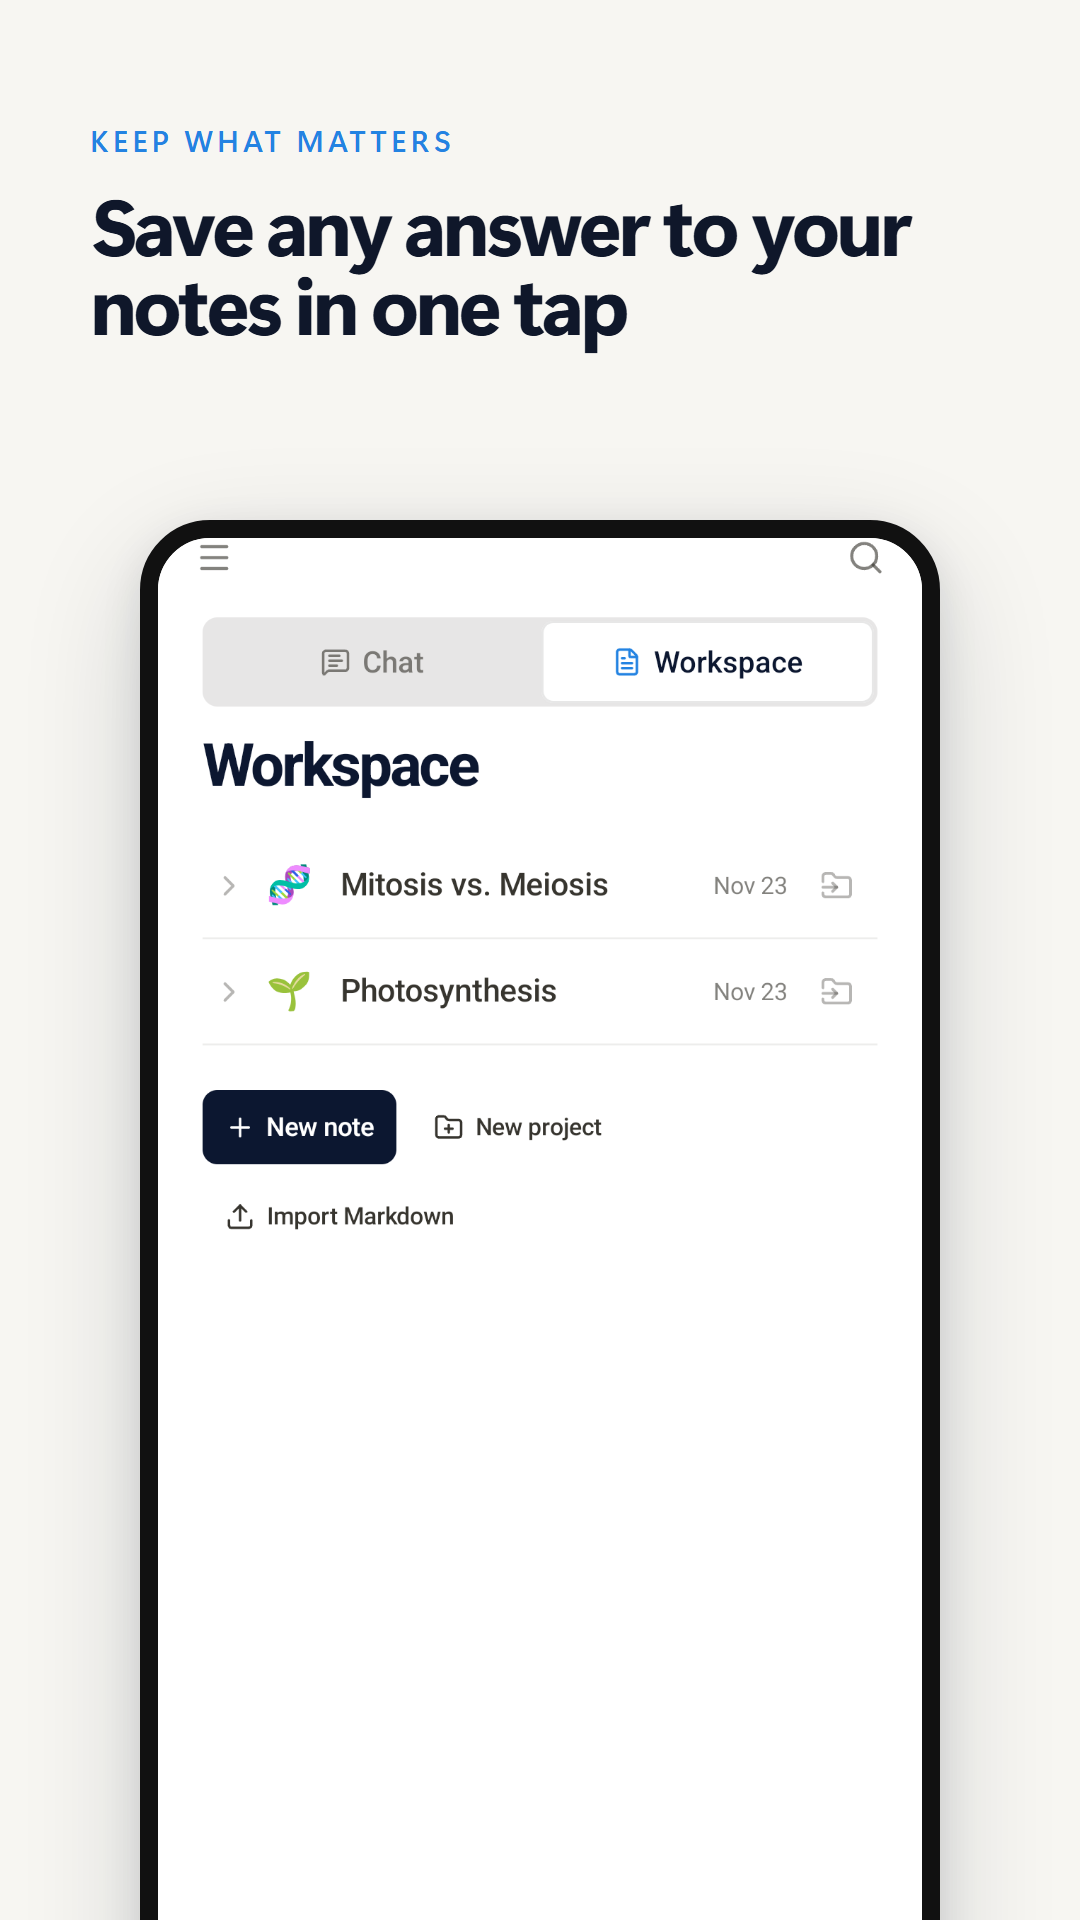 KEEP WHAT MATTERS
Save any answer to your
notes in one tap
Chat
Workspace
Workspace
Mitosis vs. Meiosis
Nov 23
Photosynthesis
Nov 23
New note
New project
Import Markdown